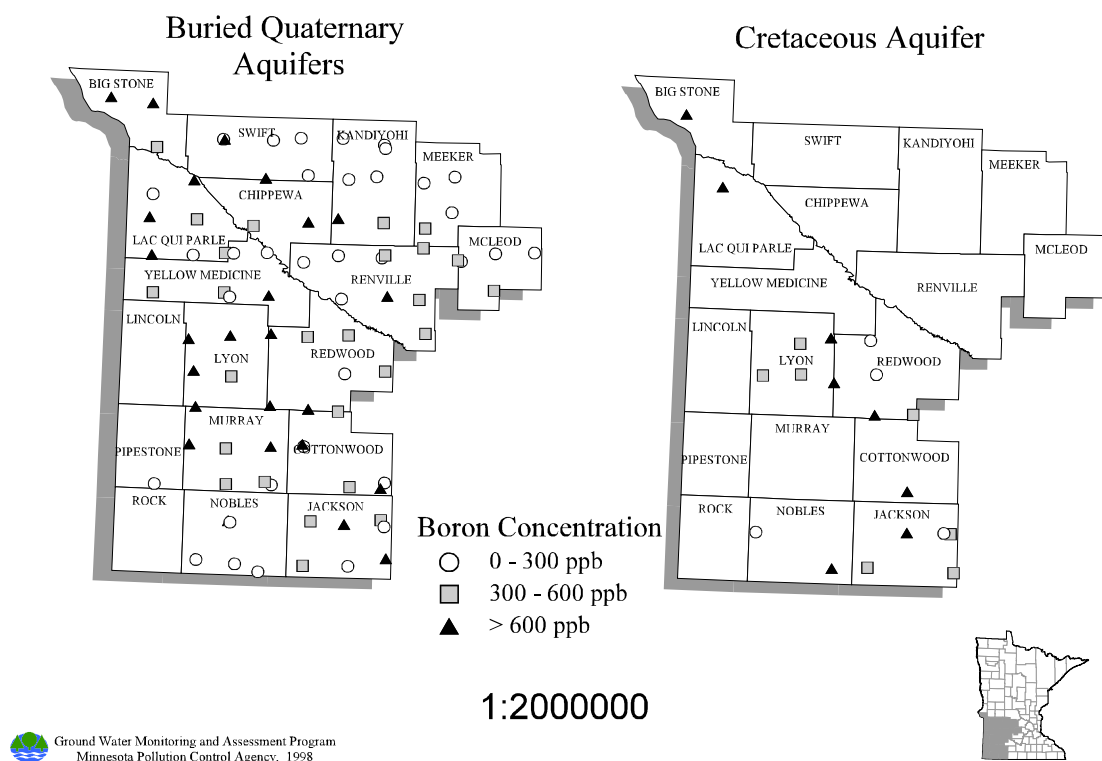 Buried Quaternary
Aquifers
BIG STONE
SWIFT
KANDIYOHI
MEEKER
CHIPPEWA
LAC QUI PARLE
MCLEOD
YELLOW MEDICINE
RENVILLE
LINCOLN
LYON
REDWOOD
MURRAY
PIPESTONE
COTTONWOOD
ROCK
NOBLES
JACKSON
Cretaceous Aquifer
BIG STONE
SWIFT
KANDIYOHI
MEEKER
CHIPPEWA
LAC QUI PARLE
MCLEOD
YELLOW MEDICINE
RENVILLE
LINCOLN
LYON
REDWOOD
MURRAY
PIPESTONE
COTTONWOOD
ROCK
NOBLES
JACKSON
Boron Concentration
0 - 300 ppb
300 - 600 ppb
> 600 ppb
1:2000000
Ground Water Monitoring and Assessment Program
Minnesota Pollution Control Agency, 1998